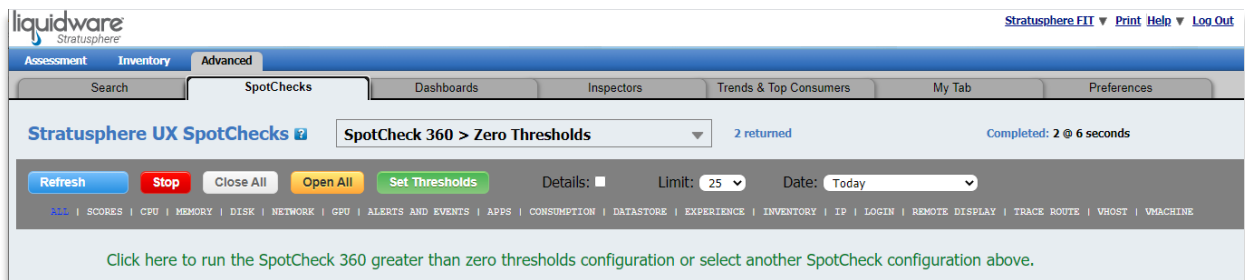 liquidware
Stratusphere
Stratusphere FIT ▼ Print Help ▼ Log Out
Assessment Inventory Advanced
Search SpotChecks Dashboards Inspectors Trends & Top Consumers My Tab Preferences
Stratusphere UX SpotChecks ? SpotCheck 360 > Zero Thresholds 2 returned Completed: 2 @ 6 seconds
Refresh Stop Close All Open All Set Thresholds Details: Limit: 25 Date: Today
ALL | SCORES | CPU | MEMORY | DISK | NETWORK | GPU | ALERTS AND EVENTS | APPS | CONSUMPTION | DATASTORE | EXPERIENCE | INVENTORY | IP | LOGIN | REMOTE DISPLAY | TRACE ROUTE | VHOST | VMACHINE
Click here to run the SpotCheck 360 greater than zero thresholds configuration or select another SpotCheck configuration above.